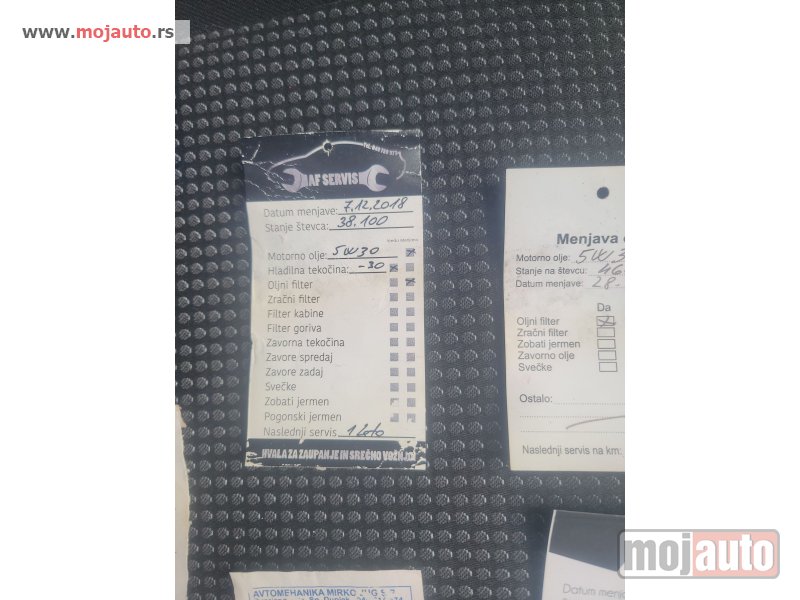 www.mojauto.rs
AF SERVIS
Datum menjave: 7.12.2018
Stanje števca: 38.100
Motorno olje: 5W30
Hladilna tekočina: -30
Oljni filter
Zračni filter
Filter kabine
Filter goriva
Zavorna tekočina
Zavore spredaj
Zavore zadaj
Svečke
Zobati jermen
Pogonski jermen
Naslednji servis 1 leto
HVALA ZA ZAUPANJE IN SREČNO VOŽNJO
Menjava
Motorno olje: 5W3
Stanje na števcu: 46
Datum menjave: 28.
Da
Oljni filter
Zračni filter
Zobati jermen
Zavorno olje
Svečke
Ostalo:
Naslednji servis na km:
AVTOMEHANIKA MIRKO
Datum menj
mojauto